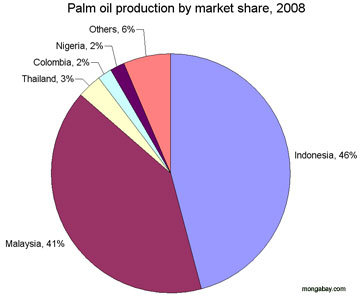 Palm oil production by market share, 2008
Others, 6%
Nigeria, 2%
Colombia, 2%
Thailand, 3%
Indonesia, 46%
Malaysia, 41%
mongabay.com